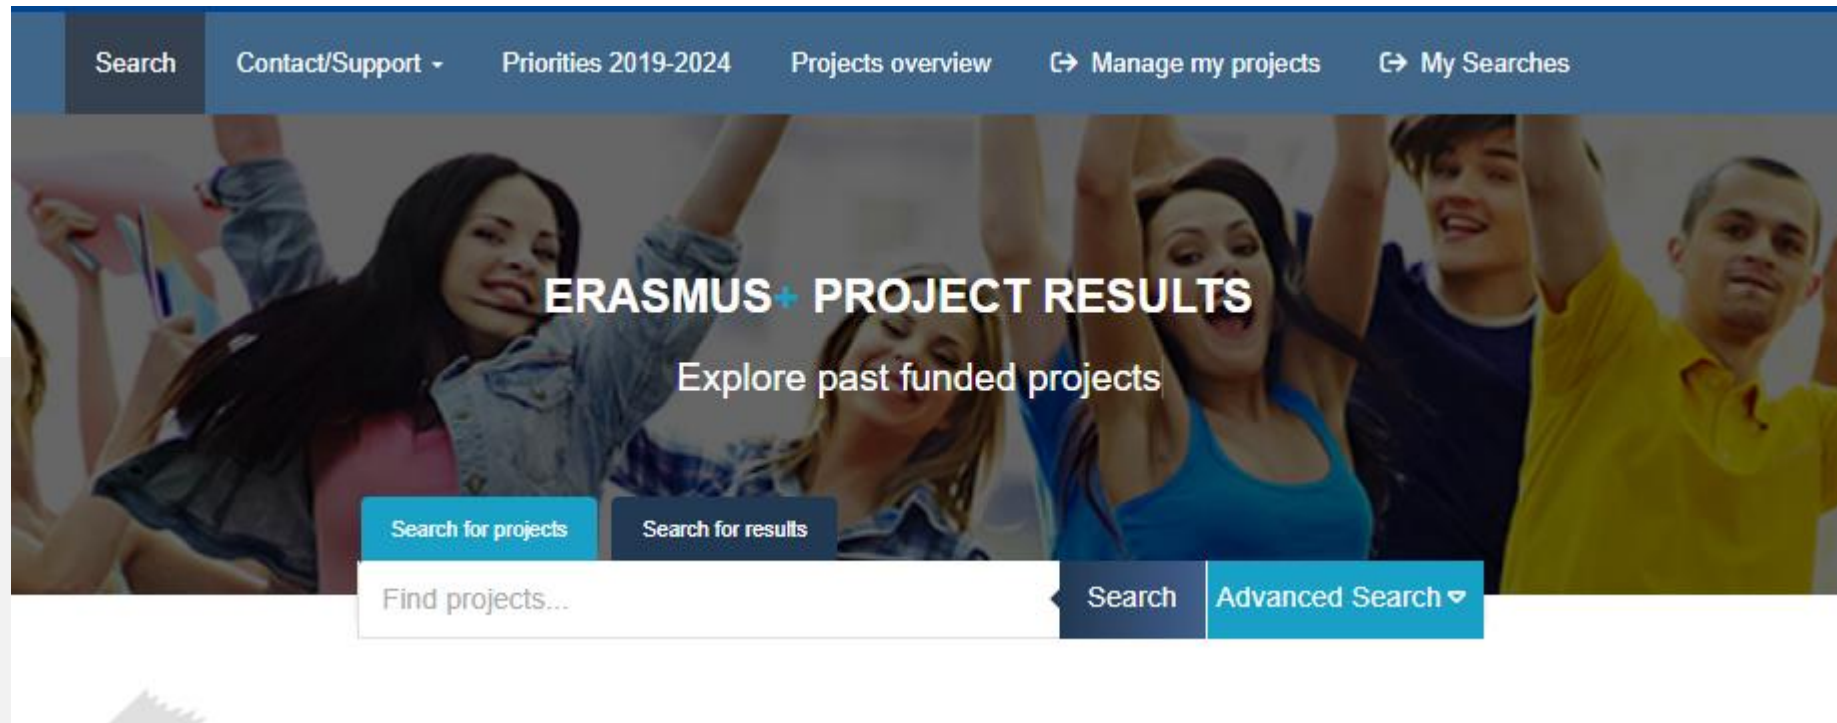 Search Contact/Support Priorities 2019-2024 Projects overview Manage my projects My Searches
ERASMUS+ PROJECT RESULTS
Explore past funded projects
Search for projects Search for results
Find projects... Search Advanced Search